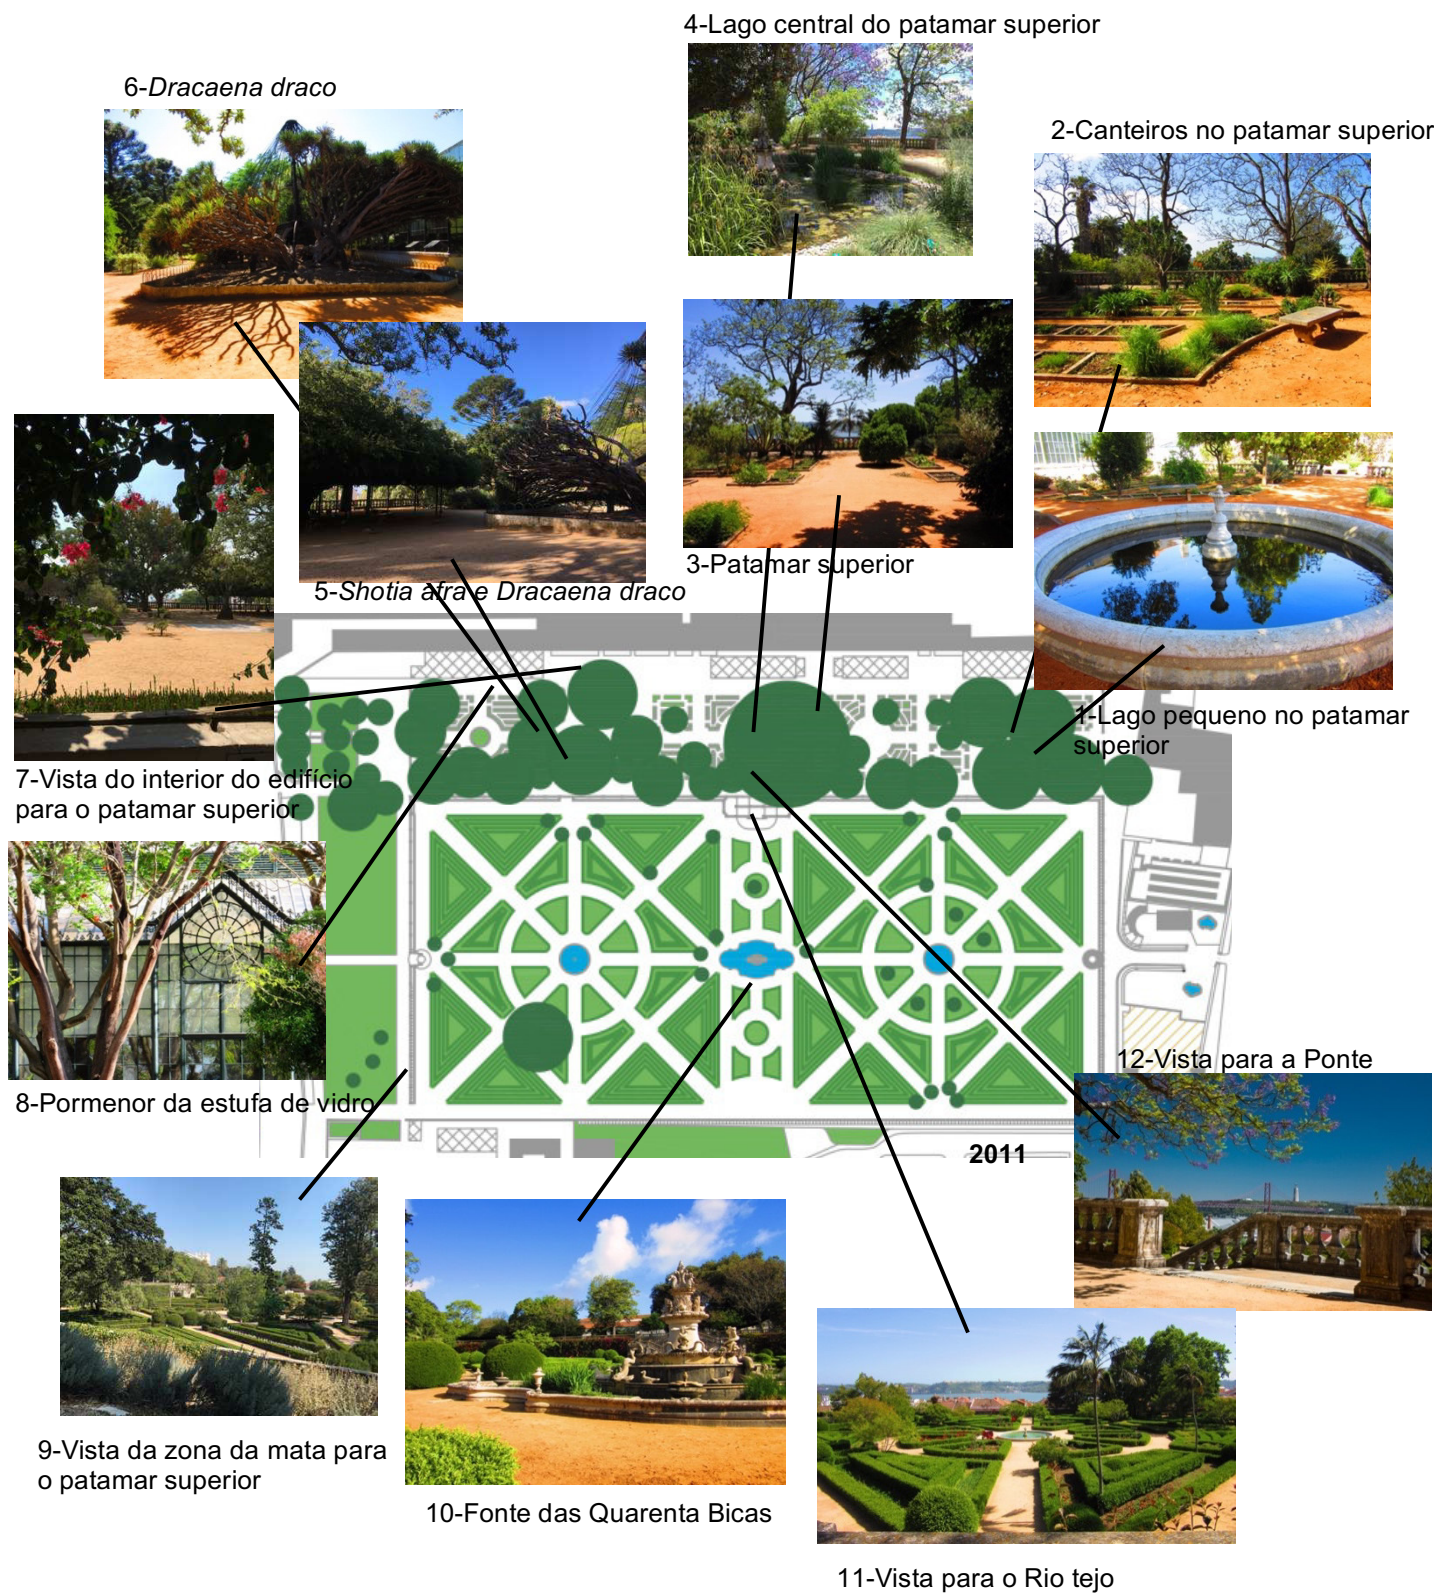 4-Lago central do patamar superior
6-Dracaena draco
2-Canteiros no patamar superior
3-Patamar superior
5-Shotia afra e Dracaena draco
1-Lago pequeno no patamar
superior
7-Vista do interior do edifício
para o patamar superior
12-Vista para a Ponte
8-Pormenor da estufa de vidro
2011
9-Vista da zona da mata para
o patamar superior
10-Fonte das Quarenta Bicas
11-Vista para o Rio tejo